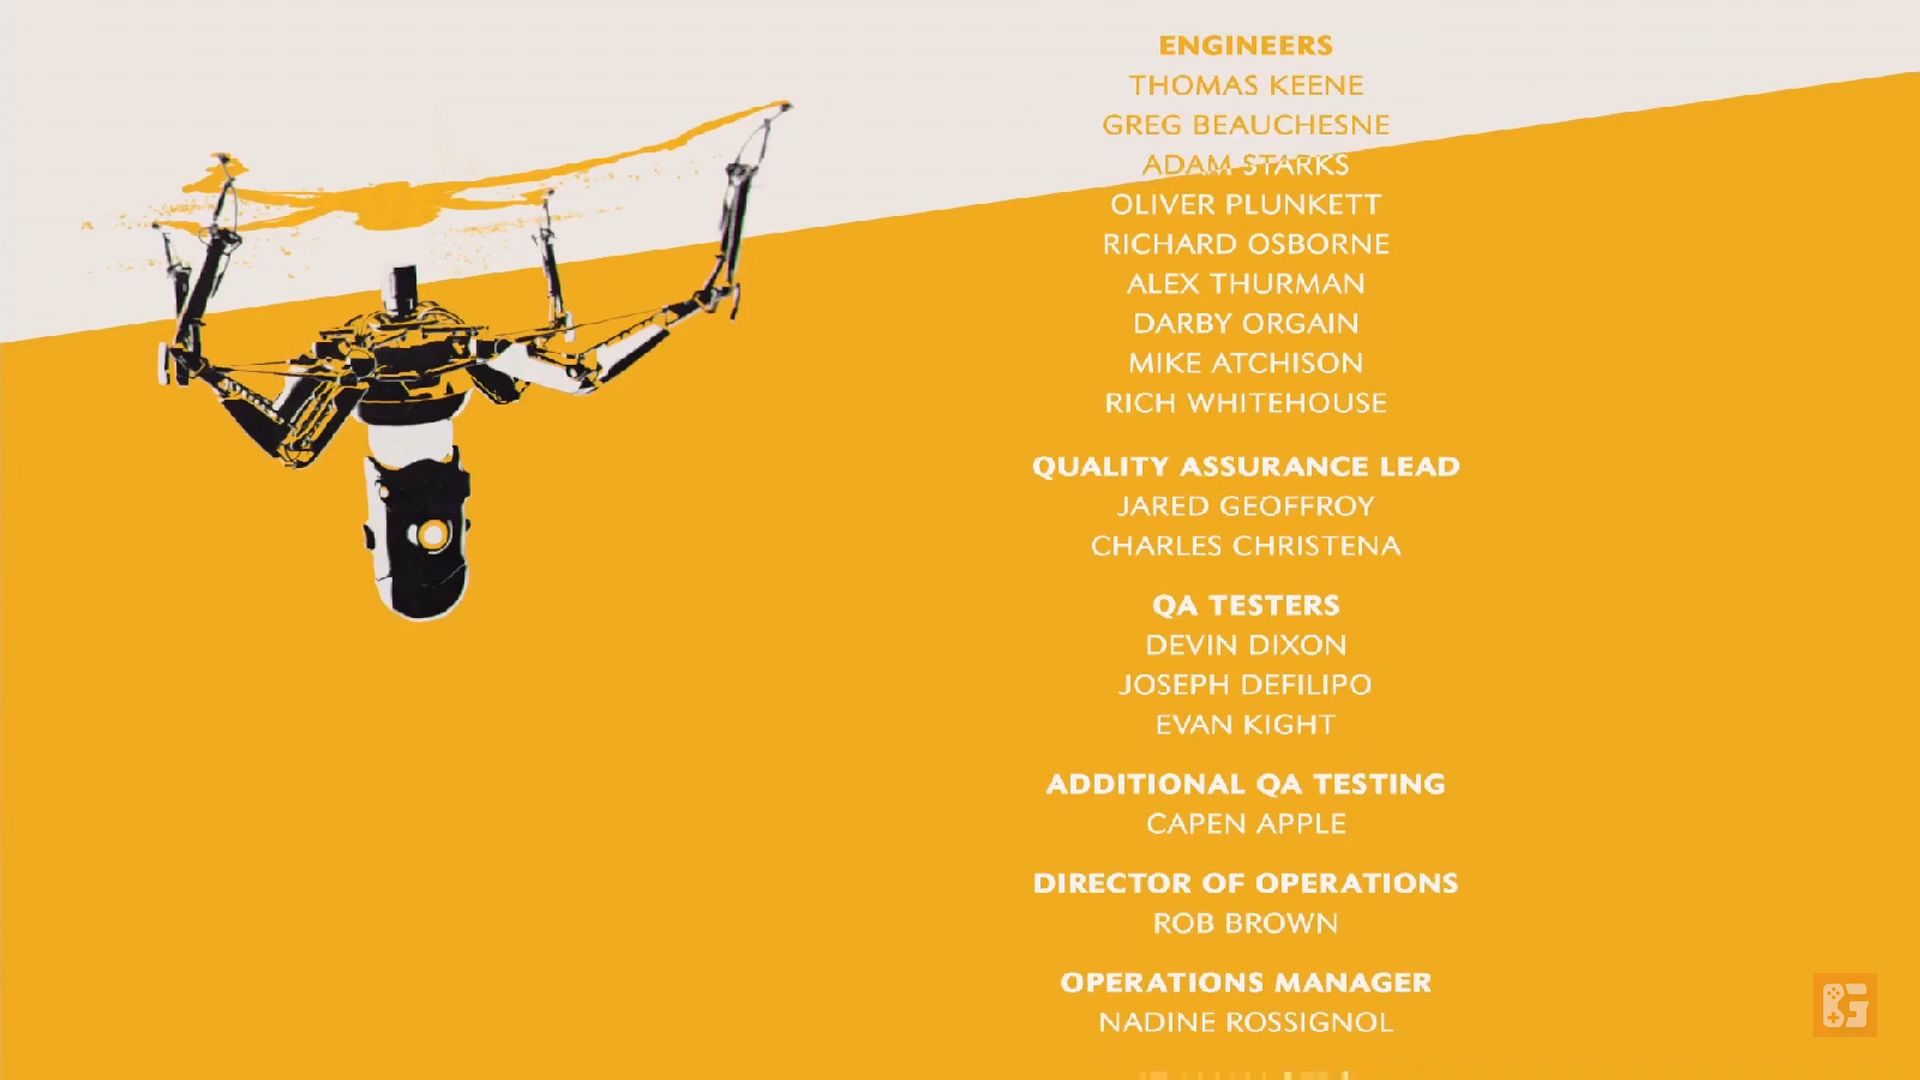 ENGINEERS
THOMAS KEENE
GREG BEAUCHESNE
ADAM STARKS
OLIVER PLUNKETT
RICHARD OSBORNE
ALEX THURMAN
DARBY ORGAIN
MIKE ATCHISON
RICH WHITEHOUSE
QUALITY ASSURANCE LEAD
JARED GEOFFROY
CHARLES CHRISTENA
QA TESTERS
DEVIN DIXON
JOSEPH DEFILIPO
EVAN KIGHT
ADDITIONAL QA TESTING
CAPEN APPLE
DIRECTOR OF OPERATIONS
ROB BROWN
OPERATIONS MANAGER
NADINE ROSSIGNOL